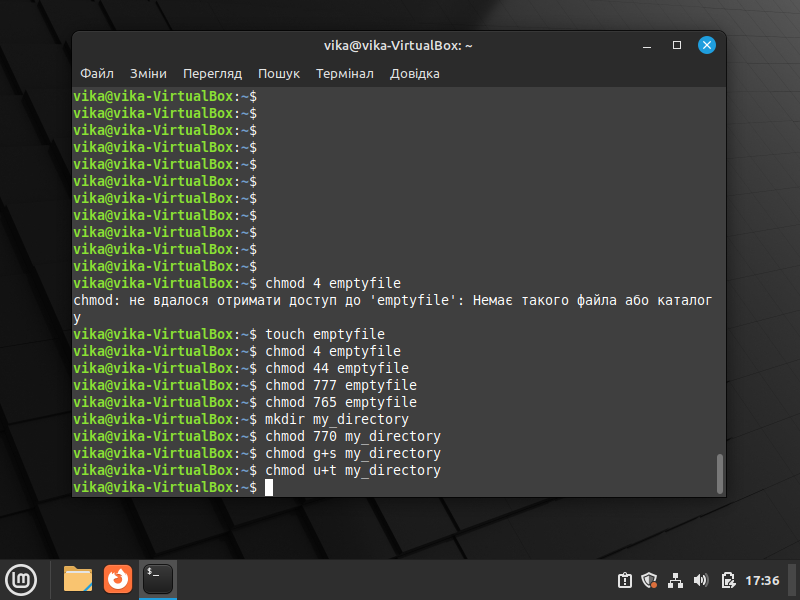 vika@vika-VirtualBox: ~
Файл Зміни Перегляд Пошук Термінал Довідка
vika@vika-VirtualBox:~$
vika@vika-VirtualBox:~$
vika@vika-VirtualBox:~$
vika@vika-VirtualBox:~$
vika@vika-VirtualBox:~$
vika@vika-VirtualBox:~$
vika@vika-VirtualBox:~$
vika@vika-VirtualBox:~$
vika@vika-VirtualBox:~$
vika@vika-VirtualBox:~$
vika@vika-VirtualBox:~$
vika@vika-VirtualBox:~$ chmod 4 emptyfile
chmod: не вдалося отримати доступ до 'emptyfile': Немає такого файла або каталог
у
vika@vika-VirtualBox:~$ touch emptyfile
vika@vika-VirtualBox:~$ chmod 4 emptyfile
vika@vika-VirtualBox:~$ chmod 44 emptyfile
vika@vika-VirtualBox:~$ chmod 777 emptyfile
vika@vika-VirtualBox:~$ chmod 765 emptyfile
vika@vika-VirtualBox:~$ mkdir my_directory
vika@vika-VirtualBox:~$ chmod 770 my_directory
vika@vika-VirtualBox:~$ chmod g+s my_directory
vika@vika-VirtualBox:~$ chmod u+t my_directory
vika@vika-VirtualBox:~$
17:36